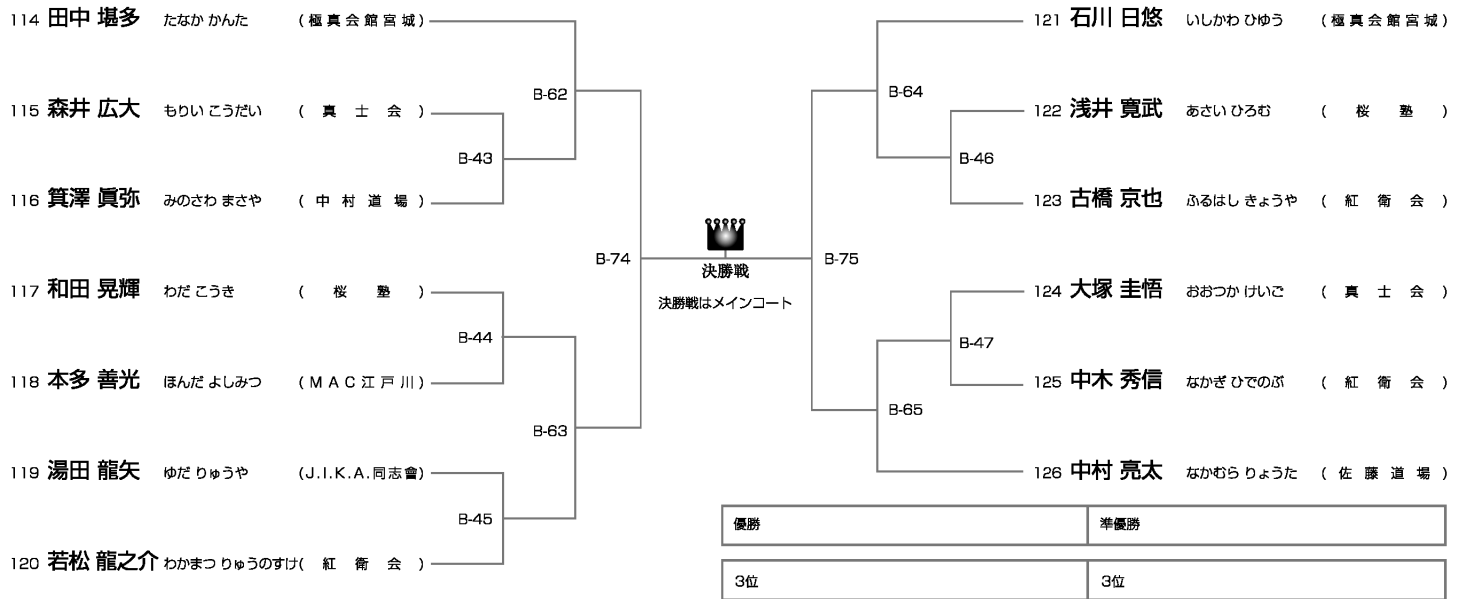 114 田中 堪多 たなか かんた (極真会館宮城)
B-62
115 森井 広大 もりい こうだい (真士会)
B-43
116 箕澤 眞弥 みのさわ まさや (中村道場)
B-74
117 和田 晃輝 わだ こうき (桜塾)
B-44
118 本多 善光 ほんだ よしみつ (MAC江戸川)
B-63
119 湯田 龍矢 ゆだ りゅうや (J.I.K.A.同志會)
B-45
120 若松 龍之介 わかまつ りゅうのすけ (紅衛会)
決勝戦
決勝戦はメインコート
121 石川 日悠 いしかわ ひゆう (極真会館宮城)
B-64
122 浅井 寛武 あさい ひろむ (桜塾)
B-46
123 古橋 京也 ふるはし きょうや (紅衛会)
B-75
124 大塚 圭悟 おおつか けいご (真士会)
B-47
125 中木 秀信 なかぎ ひでのぶ (紅衛会)
B-65
126 中村 亮太 なかむら りょうた (佐藤道場)
優勝 準優勝
3位 3位